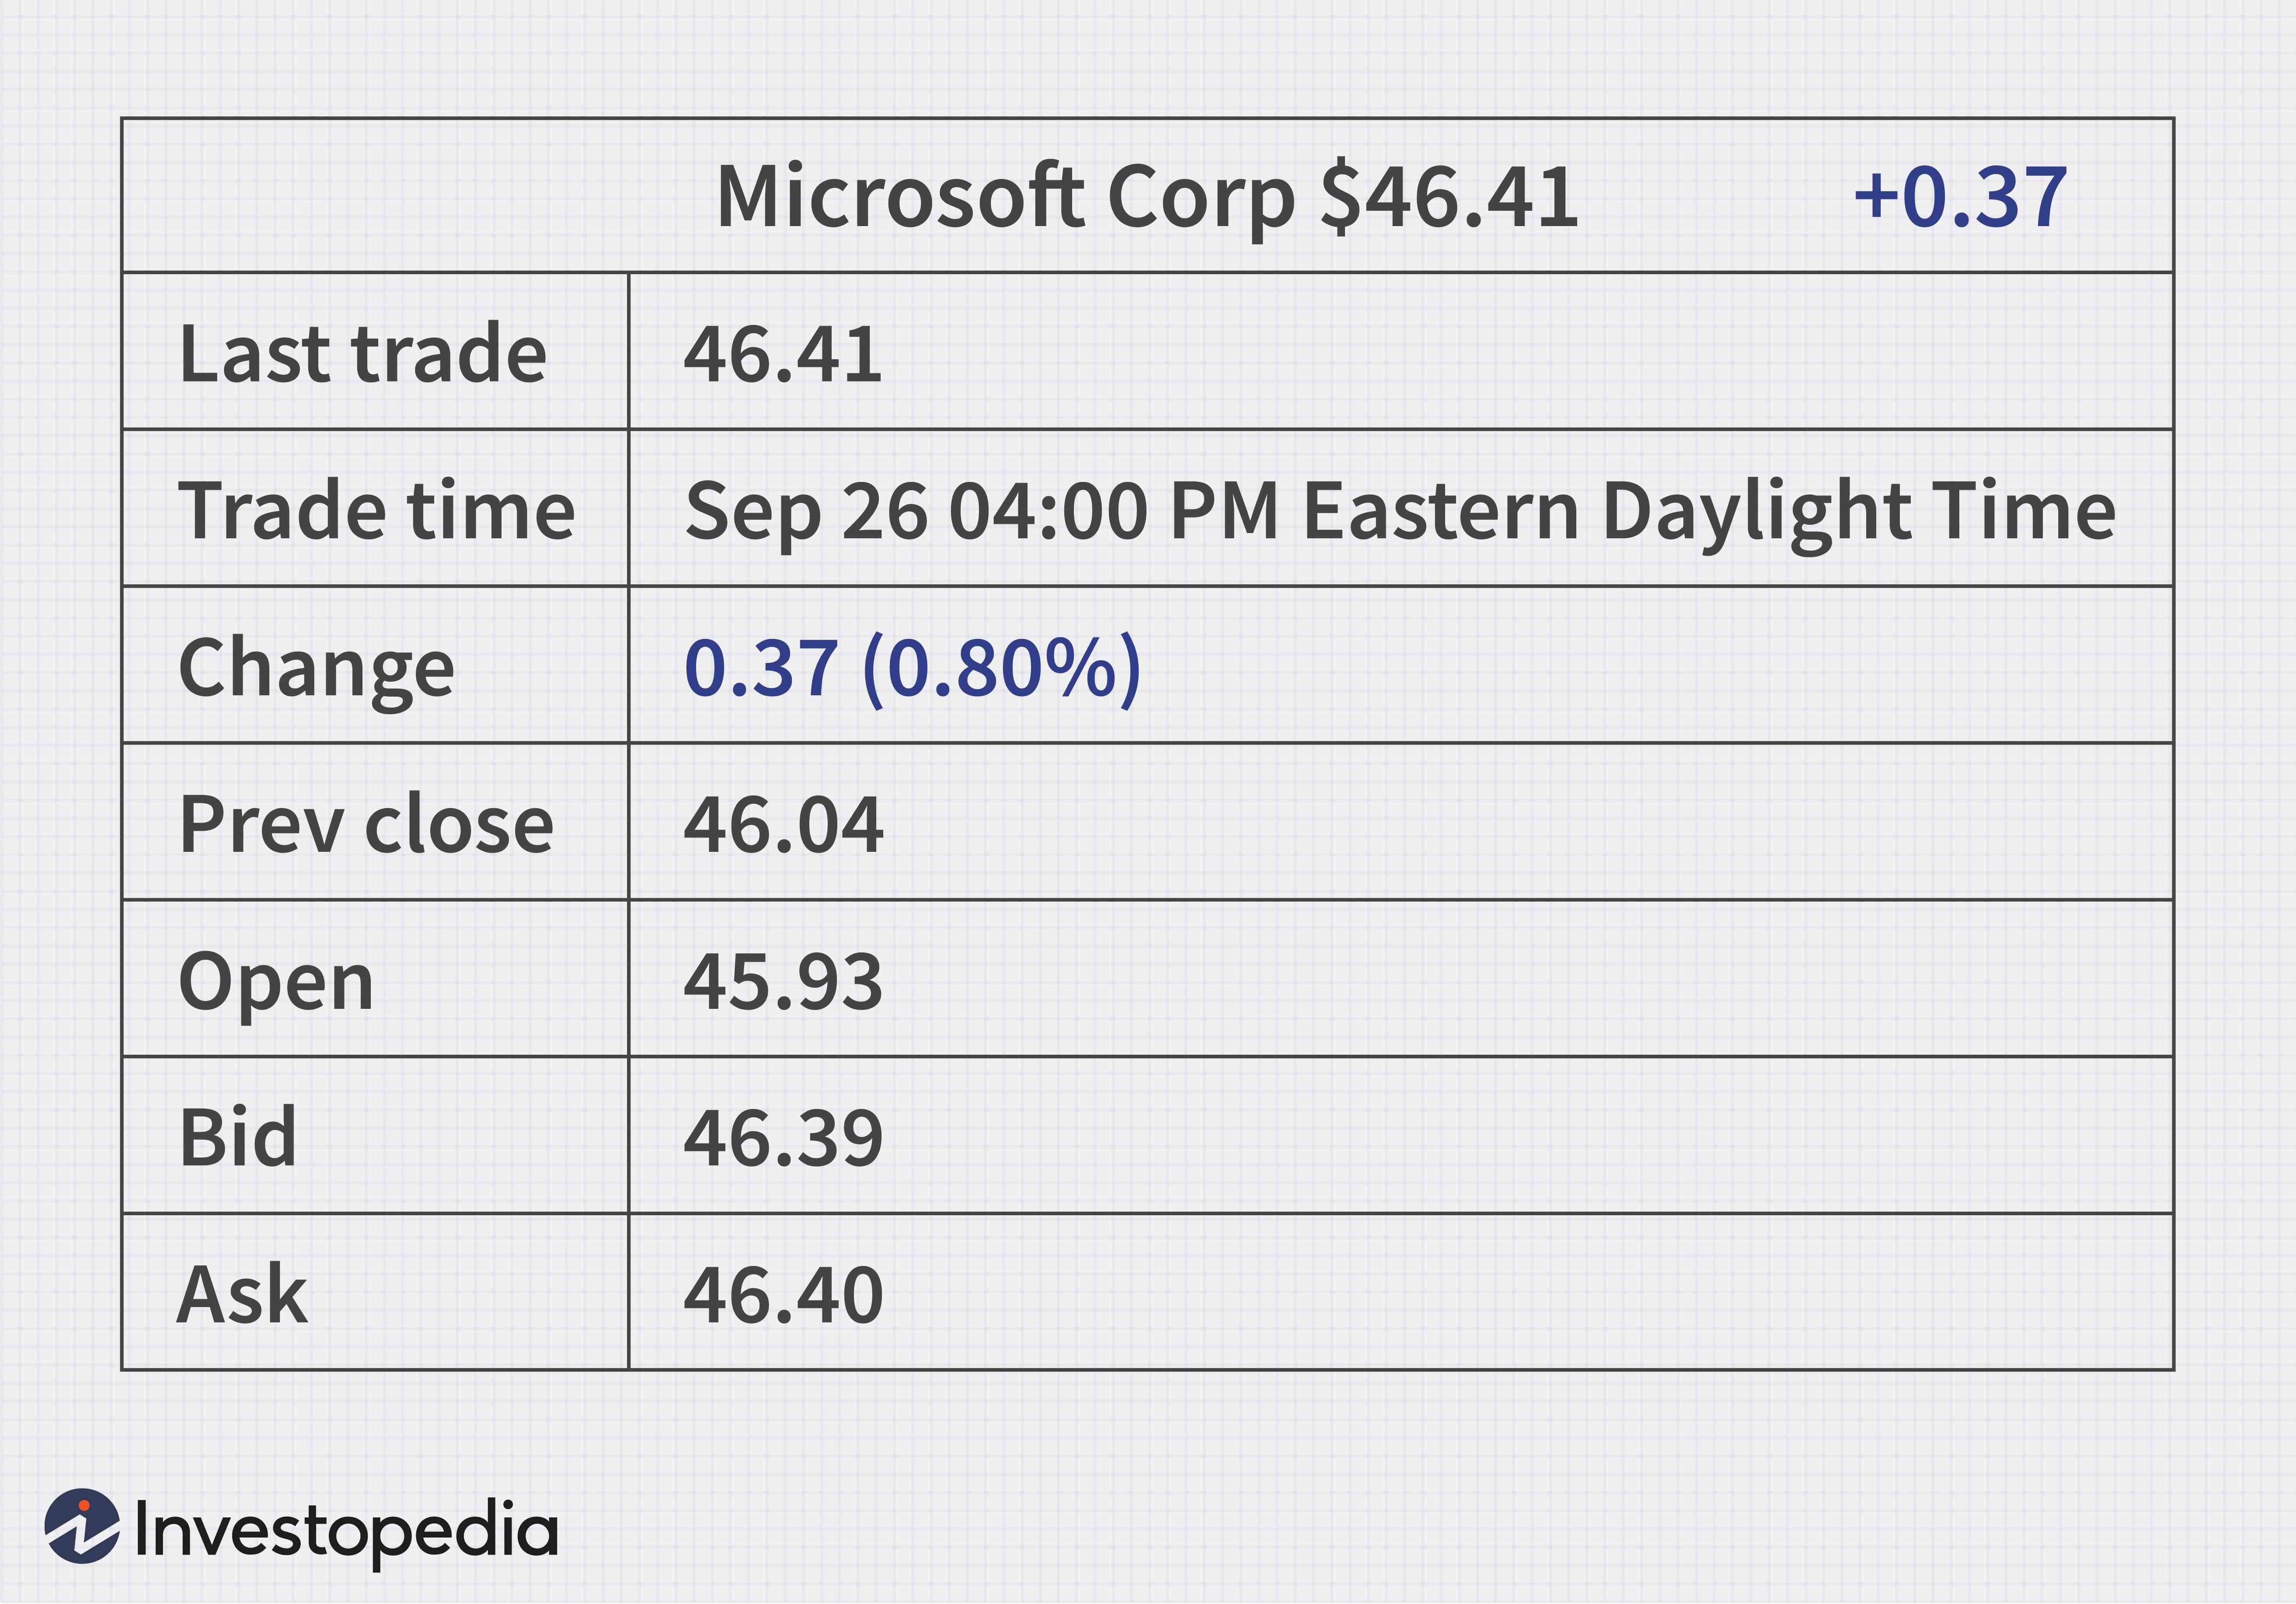 Microsoft Corp $46.41 +0.37
Last trade 46.41
Trade time Sep 26 04:00 PM Eastern Daylight Time
Change 0.37 (0.80%)
Prev close 46.04
Open 45.93
Bid 46.39
Ask 46.40
Investopedia